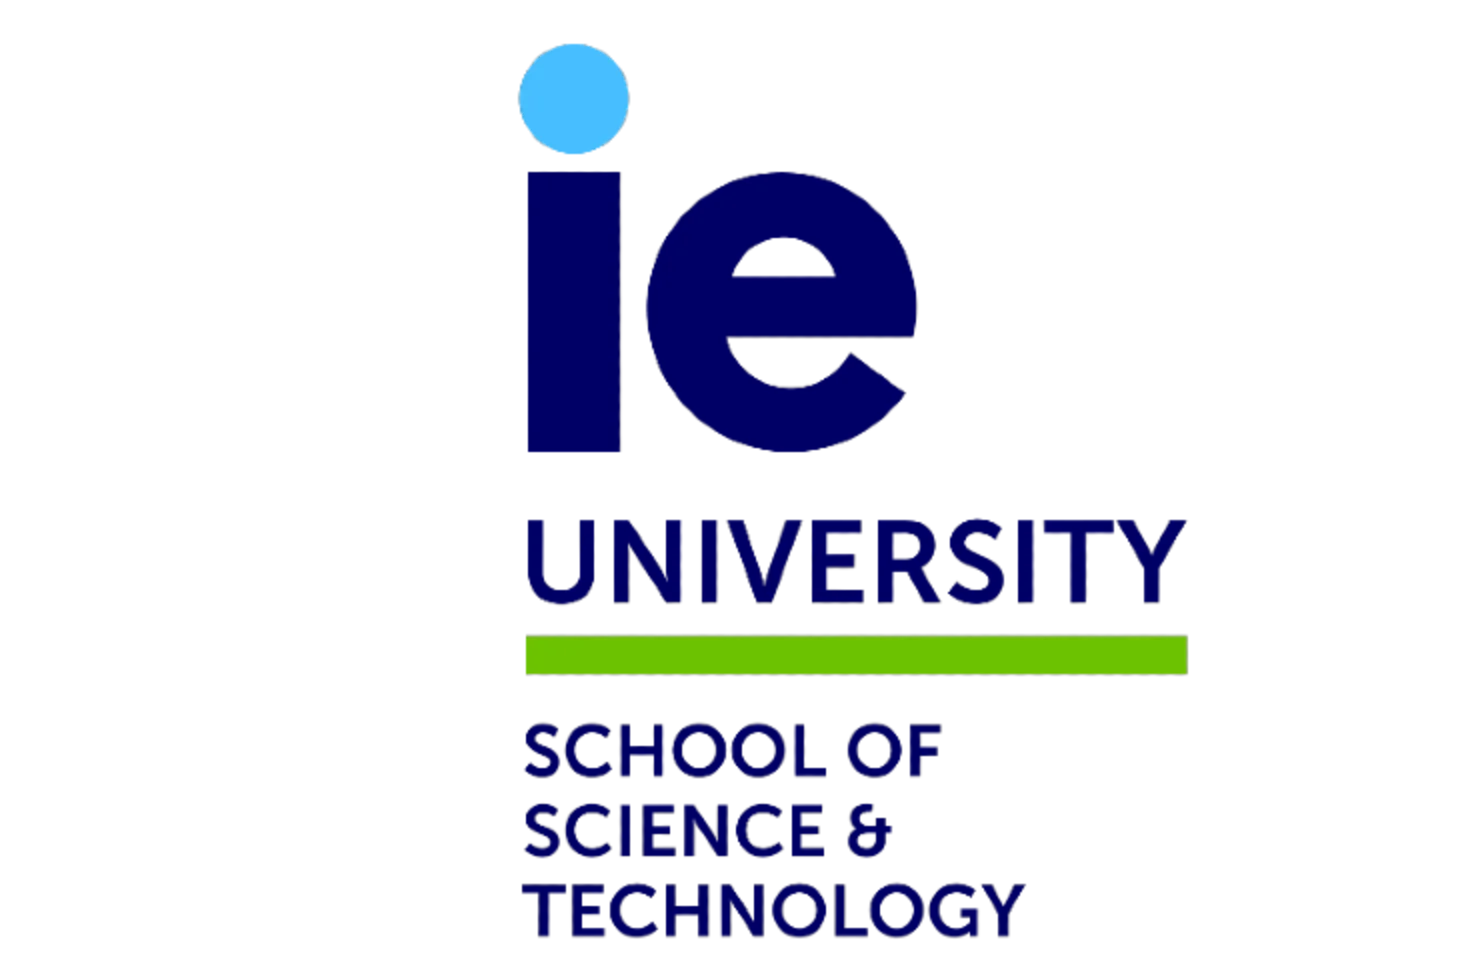 ie
UNIVERSITY
SCHOOL OF
SCIENCE &
TECHNOLOGY